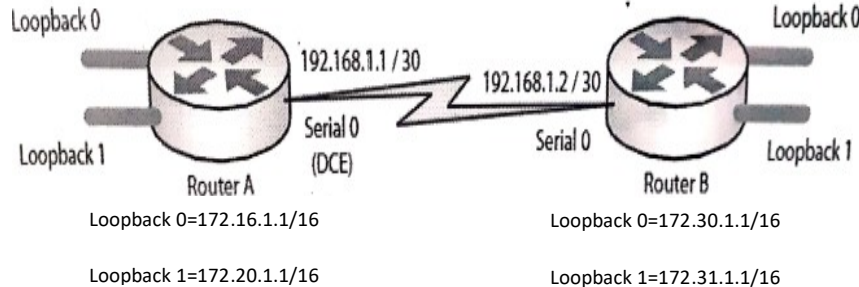 Loopback 0
Loopback 0
192.168.1.1 / 30
192.168.1.2 / 30
Serial 0
(DCE)
Serial 0
Loopback 1
Loopback 1
Router A
Router B
Loopback 0=172.16.1.1/16
Loopback 0=172.30.1.1/16
Loopback 1=172.20.1.1/16
Loopback 1=172.31.1.1/16